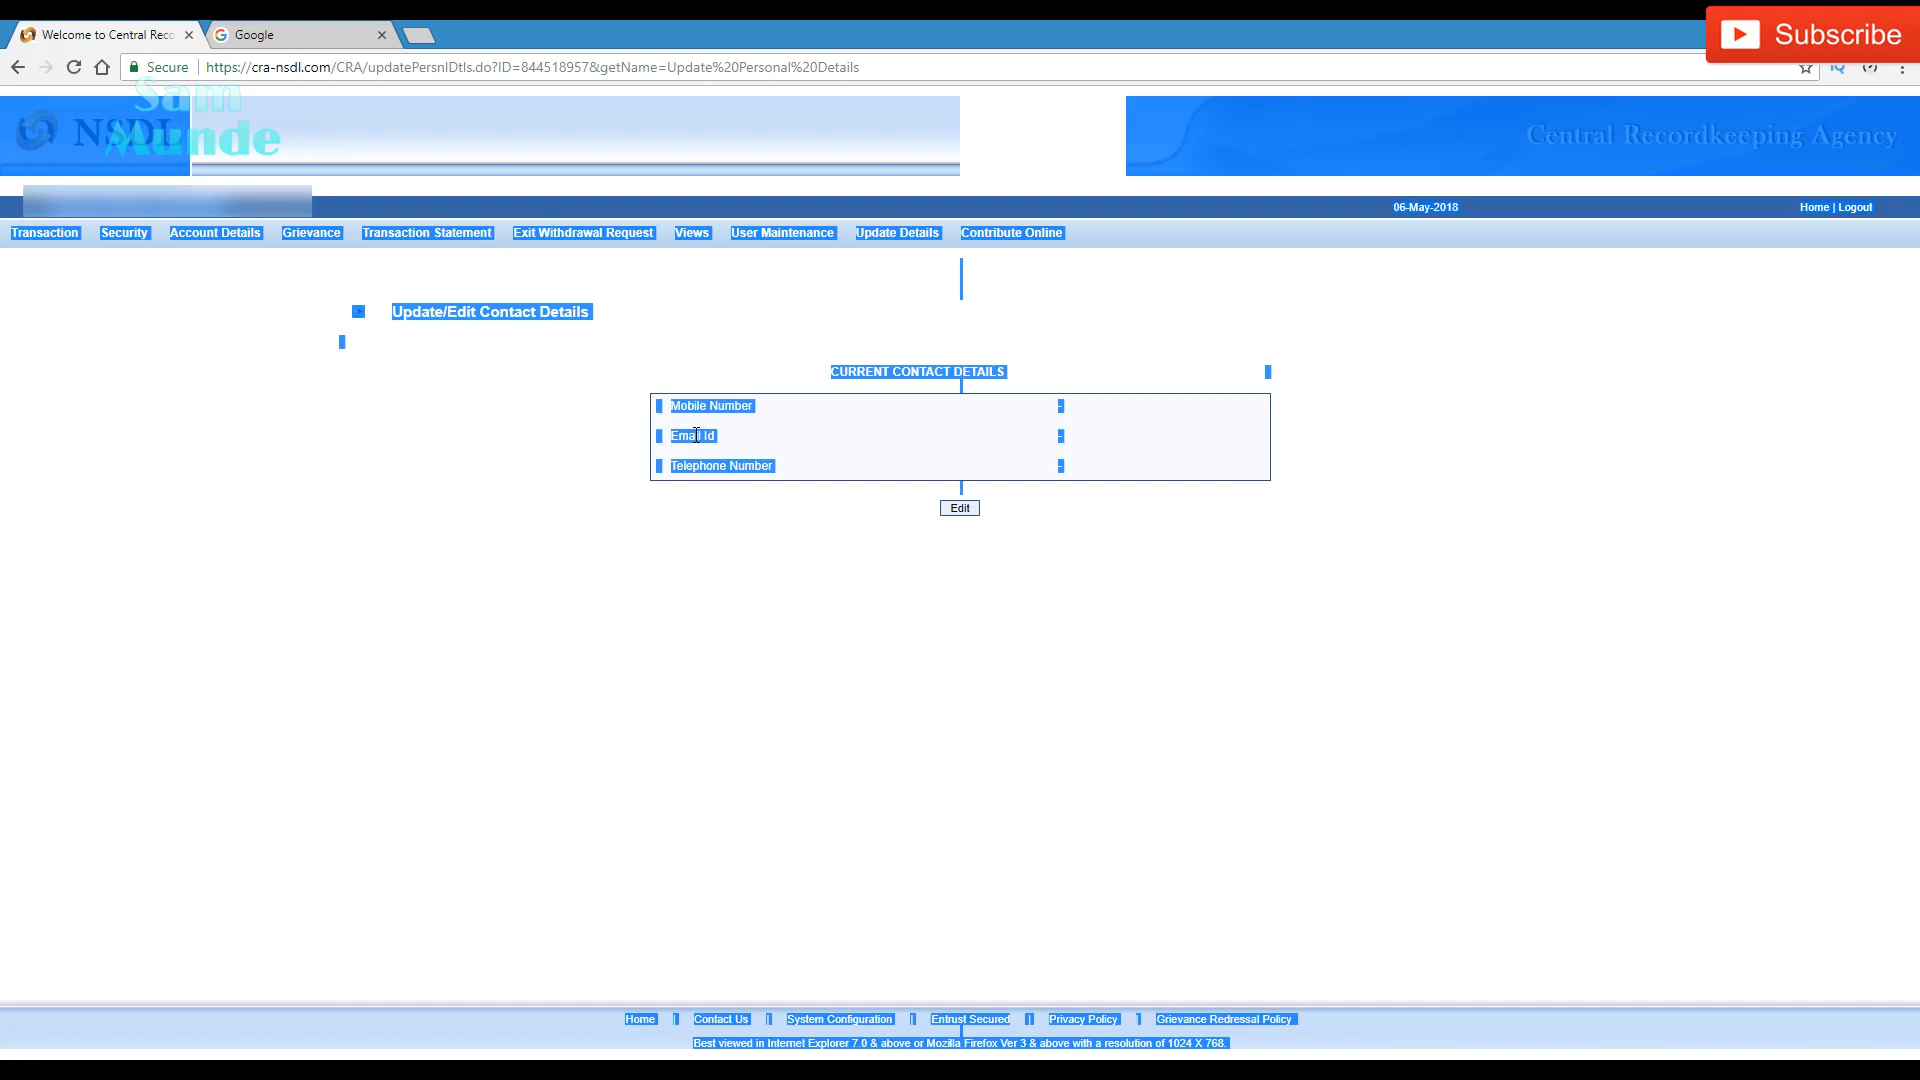 Welcome to Central Reco
Google
Subscribe
Secure
https://cra-nsdl.com/CRA/updatePersnlDtls.do?ID=844518957&getName=Update%20Personal%20Details
Sam
Munde
NSDL
Central Recordkeeping Agency
06-May-2018
Home | Logout
Transaction Security Account Details Grievance Transaction Statement Exit Withdrawal Request Views User Maintenance Update Details Contribute Online
Update/Edit Contact Details
CURRENT CONTACT DETAILS
Mobile Number -
Email Id -
Telephone Number -
Edit
Home | Contact Us | System Configuration | Entrust Secured | Privacy Policy | Grievance Redressal Policy
Best viewed in Internet Explorer 7.0 & above or Mozilla Firefox Ver 3 & above with a resolution of 1024 X 768.